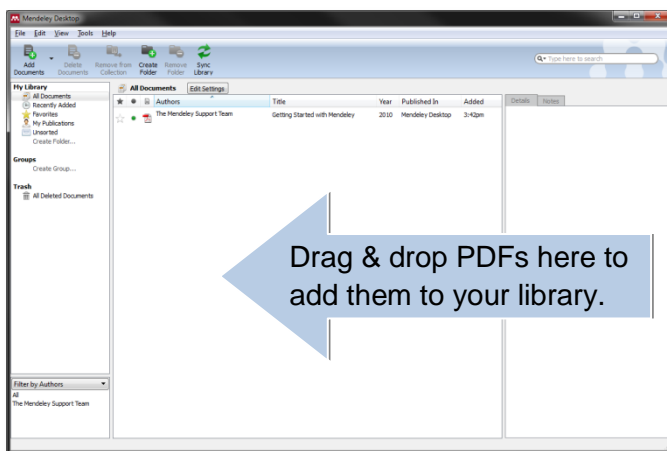 Mendeley Desktop
File Edit View Tools Help
Add Documents
Delete Documents
Remove from Collection
Create Folder
Remove Folder
Sync Library
Type here to search
My Library
All Documents
Recently Added
Favorites
My Publications
Unsorted
Create Folder...
Groups
Create Group...
Trash
All Deleted Documents
All Documents Edit Settings
Authors Title Year Published In Added
The Mendeley Support Team Getting Started with Mendeley 2010 Mendeley Desktop 3:42pm
Details Notes
Drag & drop PDFs here to
add them to your library.
Filter by Authors
All
The Mendeley Support Team